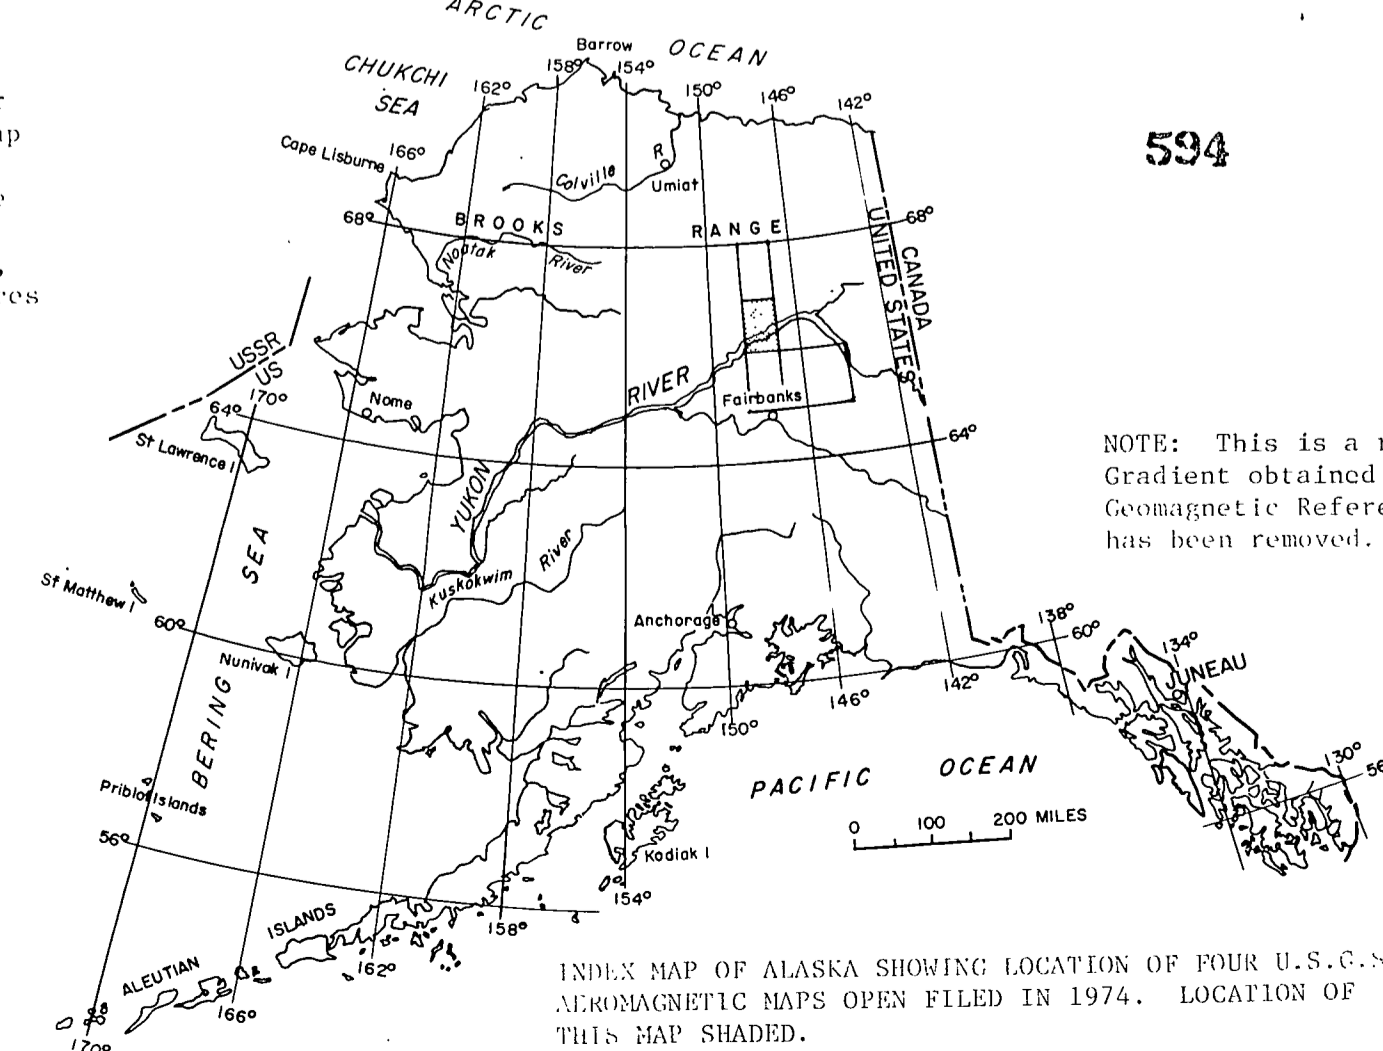 ARCTIC
OCEAN
Barrow
CHUKCHI
SEA
158°
154°
162°
150°
146°
142°
166°
Cape Lisburne
594
R
Colville
Umiat
68°
BROOKS
RANGE
68°
Noatak
River
UNITED STATES
CANADA
USSR
US
170°
64°
Nome
RIVER
Fairbanks
St Lawrence I
64°
YUKON
NOTE: This is a
Gradient obtained
Geomagnetic
has been removed.
SEA
St Matthew I
River
Kuskokwim
60°
Anchorage
138°
60°
134°
Nunivak I
JUNEAU
142°
146°
150°
BERING
PACIFIC OCEAN
130°
Priblof Islands
56°
0 100 200 MILES
Kodiak I
154°
158°
ISLANDS
162°
ALEUTIAN
166°
170°
INDEX MAP OF ALASKA SHOWING LOCATION OF FOUR U.S.G.S
AEROMAGNETIC MAPS OPEN FILED IN 1974. LOCATION OF
THIS MAP SHADED.